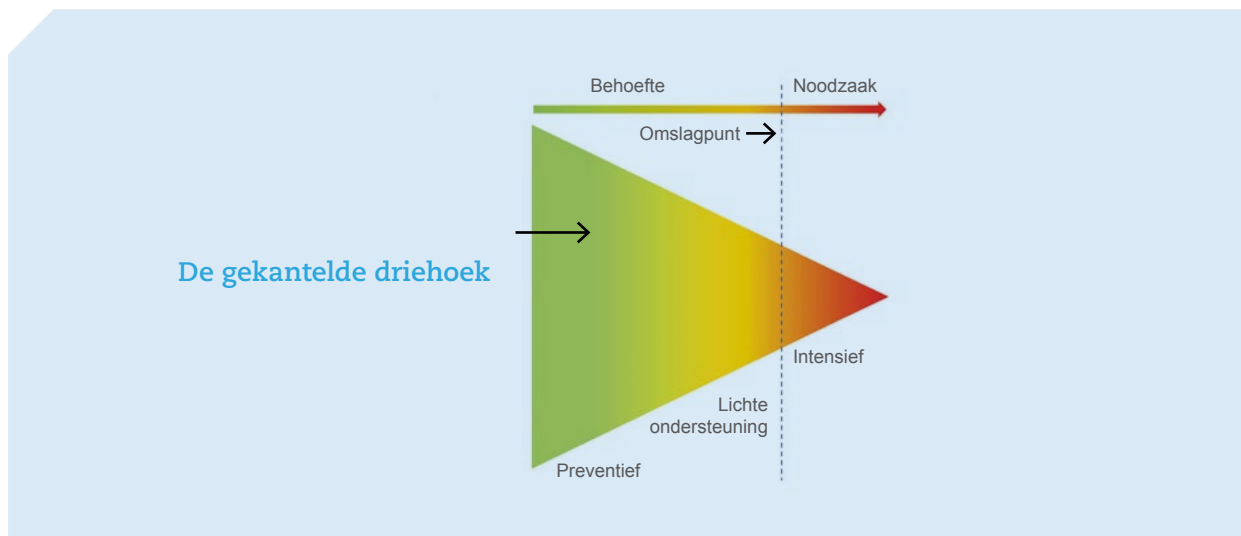 Behoefte
Noodzaak
Omslagpunt
De gekantelde driehoek
Intensief
Lichte
ondersteuning
Preventief